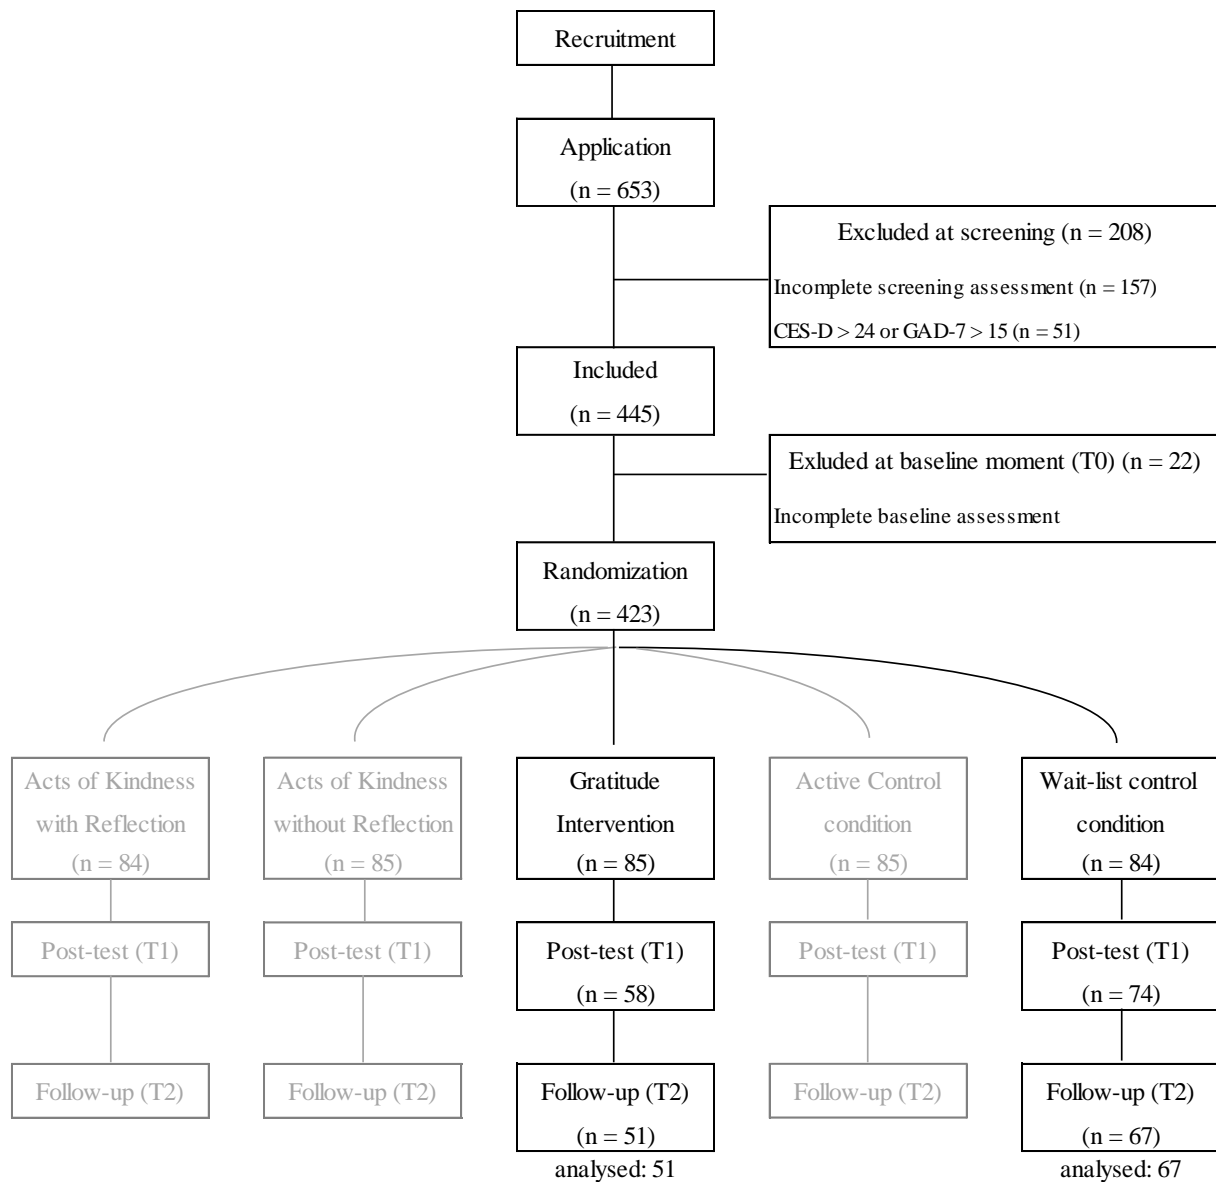 Recruitment
Application
(n = 653)
Excluded at screening (n = 208)
Incomplete screening assessment (n = 157)
CES-D > 24 or GAD-7 > 15 (n = 51)
Included
(n = 445)
Exluded at baseline moment (T0) (n = 22)
Incomplete baseline assessment
Randomization
(n = 423)
Acts of Kindness
with Reflection
(n = 84)
Post-test (T1)
Follow-up (T2)
Acts of Kindness
without Reflection
(n = 85)
Post-test (T1)
Follow-up (T2)
Gratitude
Intervention
(n = 85)
Post-test (T1)
(n = 58)
Follow-up (T2)
(n = 51)
analysed: 51
Active Control
condition
(n = 85)
Post-test (T1)
Follow-up (T2)
Wait-list control
condition
(n = 84)
Post-test (T1)
(n = 74)
Follow-up (T2)
(n = 67)
analysed: 67